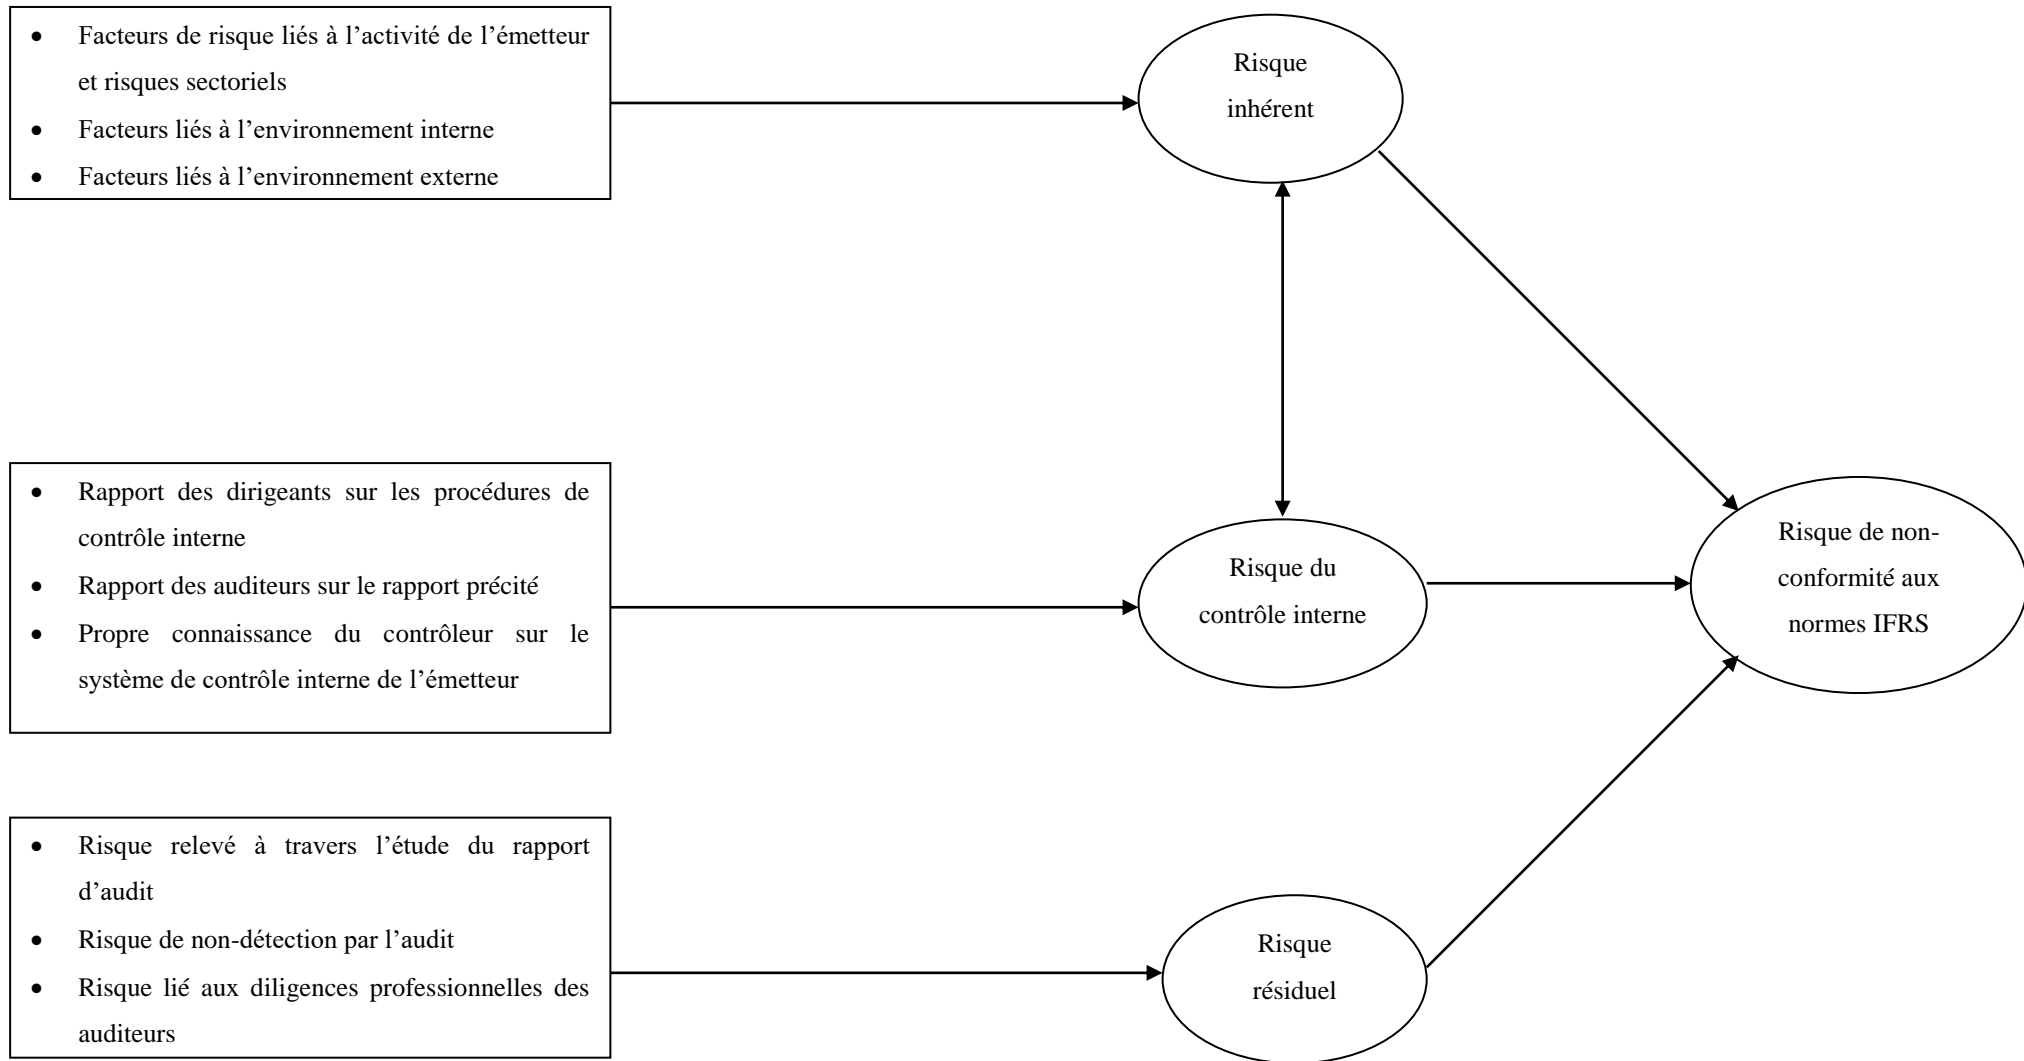 • Facteurs de risque liés à l’activité de l’émetteur
et risques sectoriels
• Facteurs liés à l’environnement interne
• Facteurs liés à l’environnement externe
Risque
inhérent
• Rapport des dirigeants sur les procédures de
contrôle interne
• Rapport des auditeurs sur le rapport précité
• Propre connaissance du contrôleur sur le
système de contrôle interne de l’émetteur
Risque du
contrôle interne
Risque de non-
conformité aux
normes IFRS
• Risque relevé à travers l’étude du rapport
d’audit
• Risque de non-détection par l’audit
• Risque lié aux diligences professionnelles des
auditeurs
Risque
résiduel